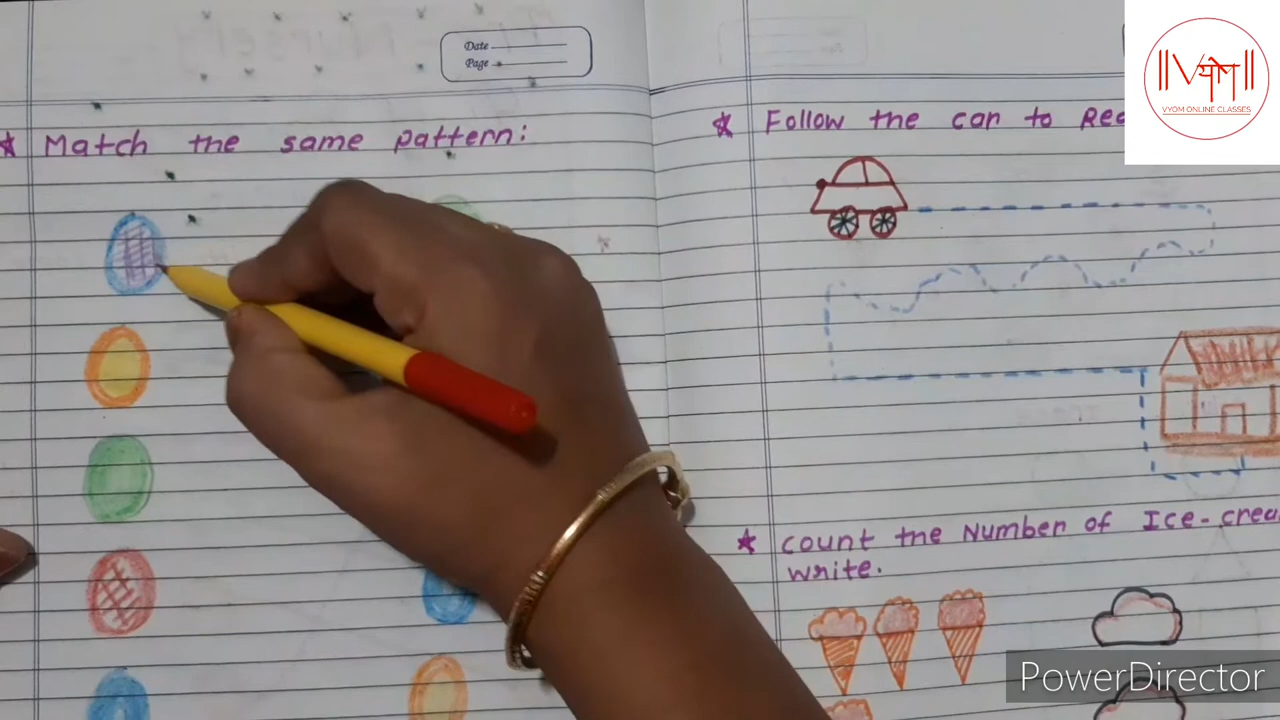 Date
Page
||Vयोम||
VYOM ONLINE CLASSES
* Match the same pattern:
* Follow the car to
* count the Number of
write.
PowerDirector